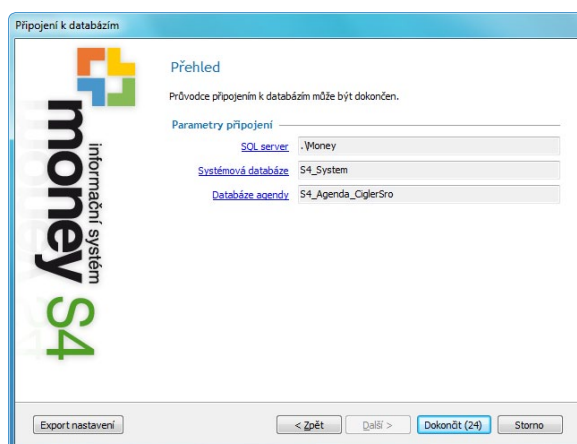 Připojení k databázím
Přehled
Průvodce připojením k databázím může být dokončen.
Parametry připojení
SQL server .\Money
Systémová databáze S4_System
Databáze agendy S4_Agenda_CiglerSro
money S4
informační systém
Export nastavení < Zpět Další > Dokončit (24) Storno